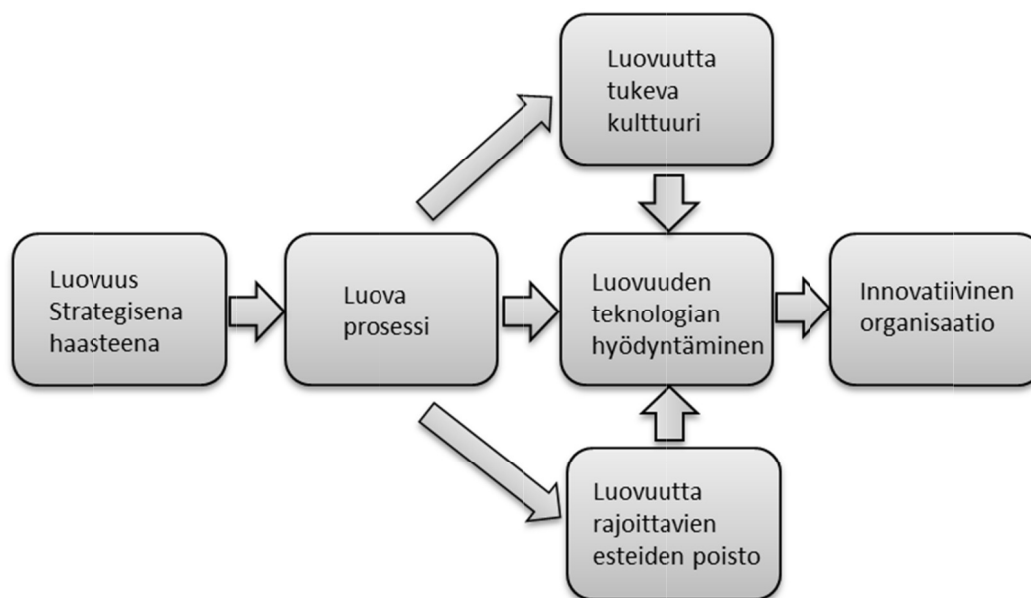 Luovuutta
tukeva
kulttuuri
Luovuus
Strategisena
haasteena
Luova
prosessi
Luovuuden
teknologian
hyödyntäminen
Innovatiivinen
organisaatio
Luovuutta
rajoittavien
esteiden poisto